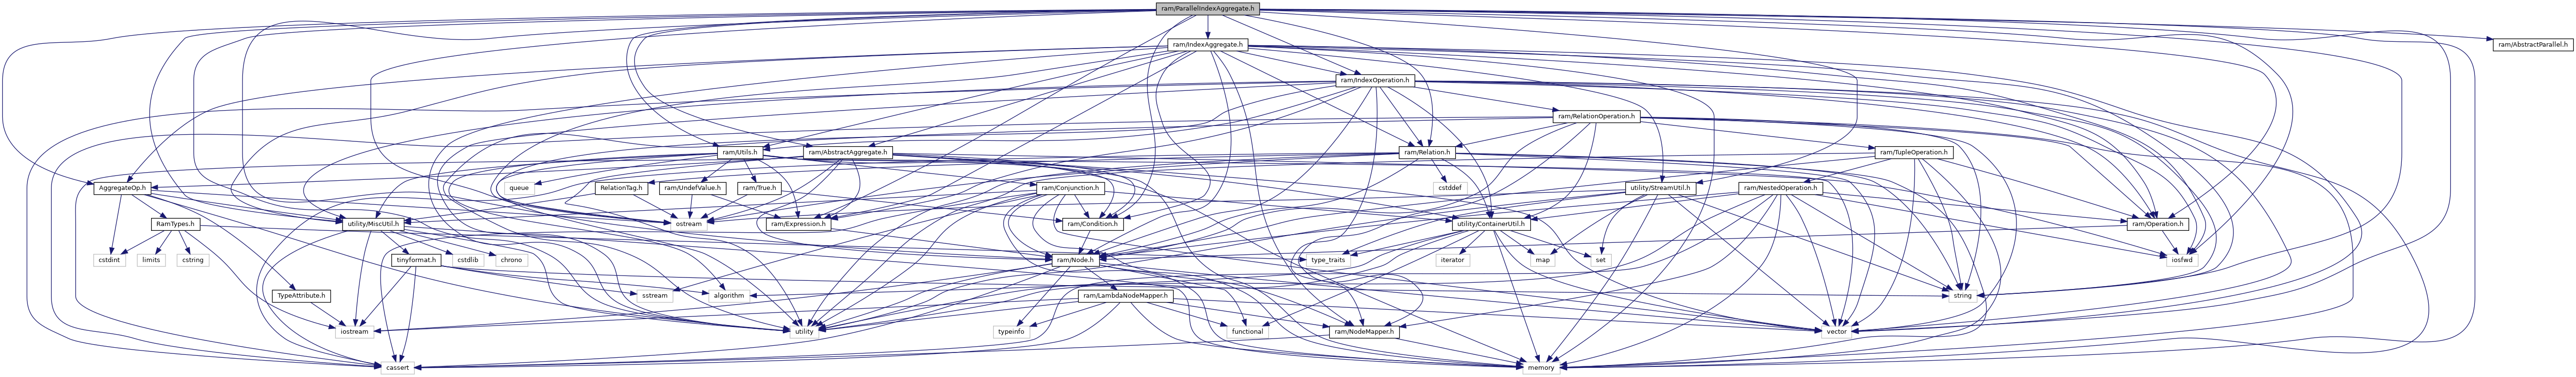 ram/ParallelIndexAggregate.h
ram/IndexAggregate.h
ram/AbstractParallel.h
ram/IndexOperation.h
ram/RelationOperation.h
ram/Utils.h
ram/AbstractAggregate.h
ram/Relation.h
ram/TupleOperation.h
AggregateOp.h
queue
RelationTag.h
ram/UndefValue.h
ram/True.h
ram/Conjunction.h
cstddef
utility/StreamUtil.h
ram/NestedOperation.h
RamTypes.h
utility/MiscUtil.h
ostream
ram/Expression.h
ram/Condition.h
utility/ContainerUtil.h
ram/Operation.h
cstdint
limits
cstring
tinyformat.h
cstdlib
chrono
ram/Node.h
type_traits
iterator
map
set
iosfwd
TypeAttribute.h
sstream
algorithm
ram/LambdaNodeMapper.h
string
iostream
utility
typeinfo
functional
ram/NodeMapper.h
vector
cassert
memory